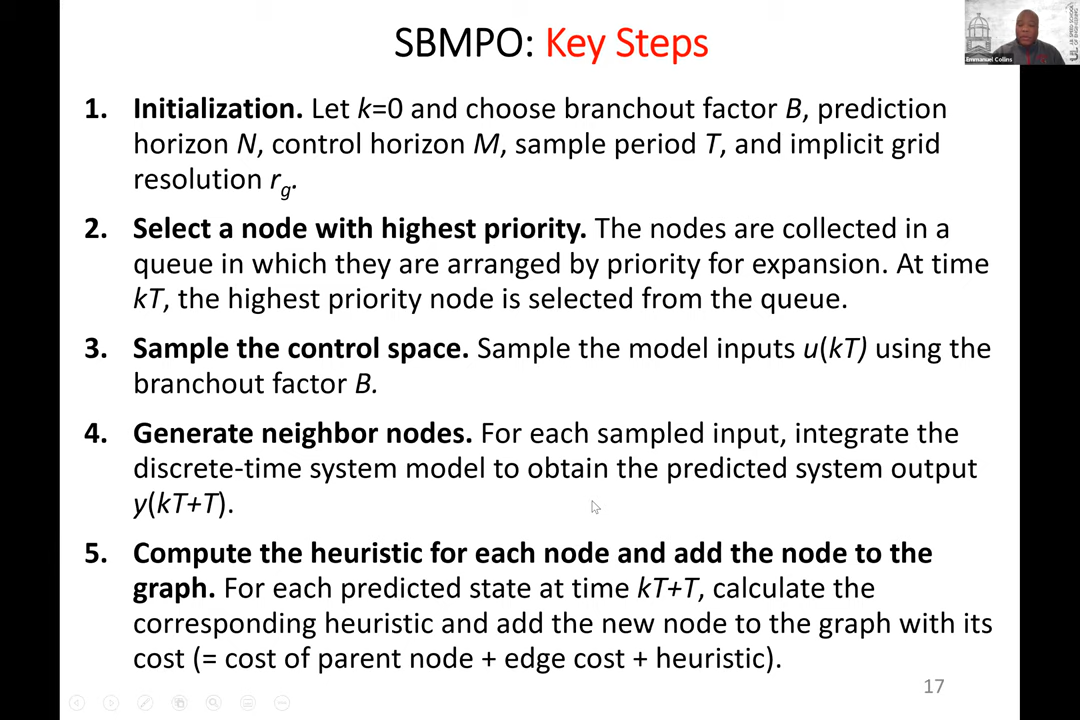 SBMPO: Key Steps
Emmanuel Collins
1. Initialization. Let k=0 and choose branchout factor B, prediction
horizon N, control horizon M, sample period T, and implicit grid
resolution rg.
2. Select a node with highest priority. The nodes are collected in a
queue in which they are arranged by priority for expansion. At time
kT, the highest priority node is selected from the queue.
3. Sample the control space. Sample the model inputs u(kT) using the
branchout factor B.
4. Generate neighbor nodes. For each sampled input, integrate the
discrete-time system model to obtain the predicted system output
y(kT+T).
5. Compute the heuristic for each node and add the node to the
graph. For each predicted state at time kT+T, calculate the
corresponding heuristic and add the new node to the graph with its
cost (= cost of parent node + edge cost + heuristic).
17